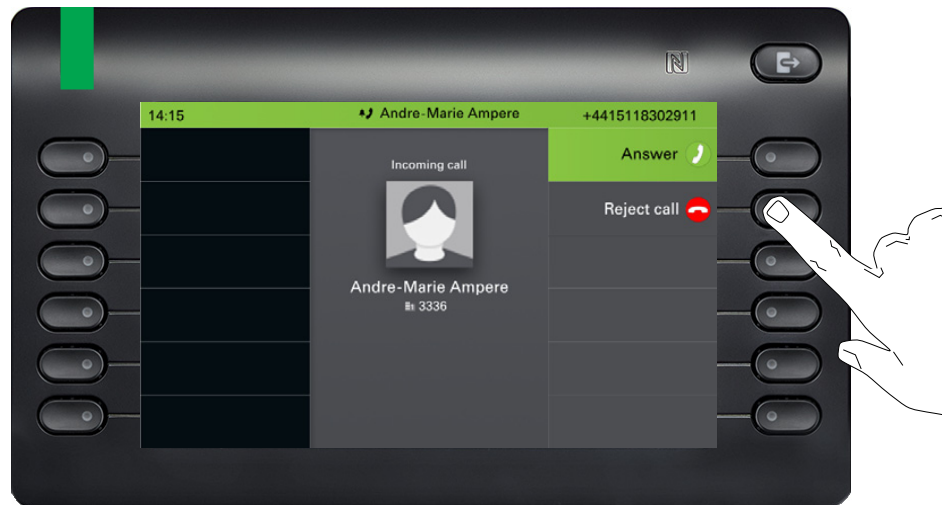 14:15 Andre-Marie Ampere +4415118302911
Answer
Incoming call
Reject call
Andre-Marie Ampere
3336